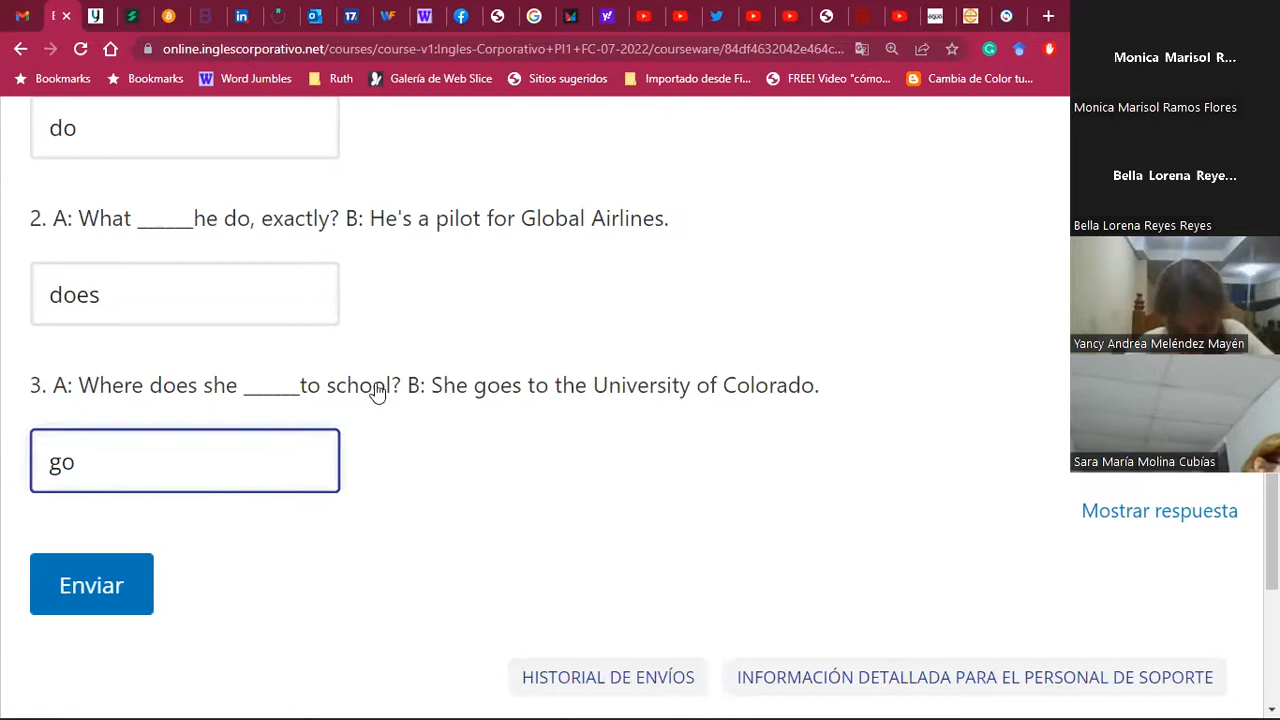 E
17
online.inglescorporativo.net/courses/course-v1:Ingles-Corporativo+PI1+FC-07-2022/courseware/84df4632042e464c...
Bookmarks
Bookmarks
Word Jumbles
Ruth
Galería de Web Slice
Sitios sugeridos
Importado desde Fi...
FREE! Video "cómo...
Cambia de Color tu...
do
2. A: What ______he do, exactly? B: He's a pilot for Global Airlines.
does
3. A: Where does she ______to school? B: She goes to the University of Colorado.
go
Enviar
Mostrar respuesta
HISTORIAL DE ENVÍOS
INFORMACIÓN DETALLADA PARA EL PERSONAL DE SOPORTE
Monica Marisol R...
Monica Marisol Ramos Flores
Bella Lorena Reye...
Bella Lorena Reyes Reyes
Yancy Andrea Meléndez Mayén
Sara María Molina Cubías